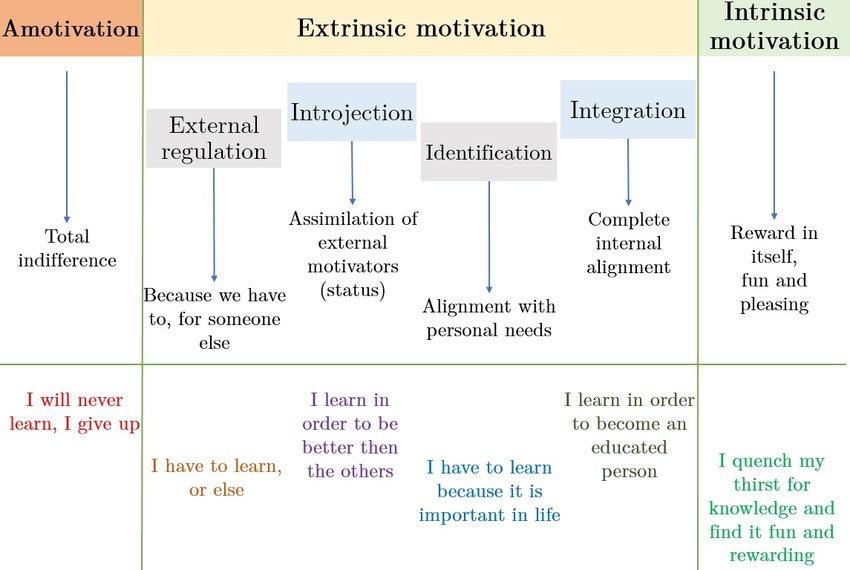 Amotivation
Extrinsic motivation
Intrinsic
motivation
External
regulation
Introjection
Identification
Integration
Total
indifference
Because we have
to, for someone
else
Assimilation of
external
motivators
(status)
Alignment with
personal needs
Complete
internal
alignment
Reward in
itself,
fun and
pleasing
I will never
learn, I give up
I have to learn,
or else
I learn in
order to be
better then
the others
I have to learn
because it is
important in life
I learn in order
to become an
educated
person
I quench my
thirst for
knowledge and
find it fun and
rewarding